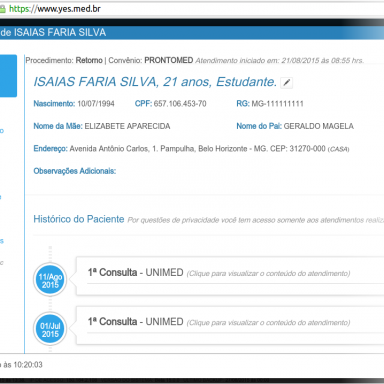 https://www.yes.med.br
de ISAIAS FARIA SILVA
Procedimento: Retorno | Convênio: PRONTOMED Atendimento iniciado em: 21/08/2015 às 08:55 hrs.
ISAIAS FARIA SILVA, 21 anos, Estudante.
Nascimento: 10/07/1994 CPF: 657.106.453-70 RG: MG-111111111
Nome da Mãe: ELIZABETE APARECIDA Nome do Pai: GERALDO MAGELA
Endereço: Avenida Antônio Carlos, 1. Pampulha, Belo Horizonte - MG. CEP: 31270-000 (CASA)
Observações Adicionais:
Histórico do Paciente Por questões de privacidade você tem acesso somente aos atendimentos
11/Ago
2015
1ª Consulta - UNIMED (Clique para visualizar o conteúdo do atendimento)
01/Jul
2015
1ª Consulta - UNIMED (Clique para visualizar o conteúdo do atendimento)
às 10:20:03